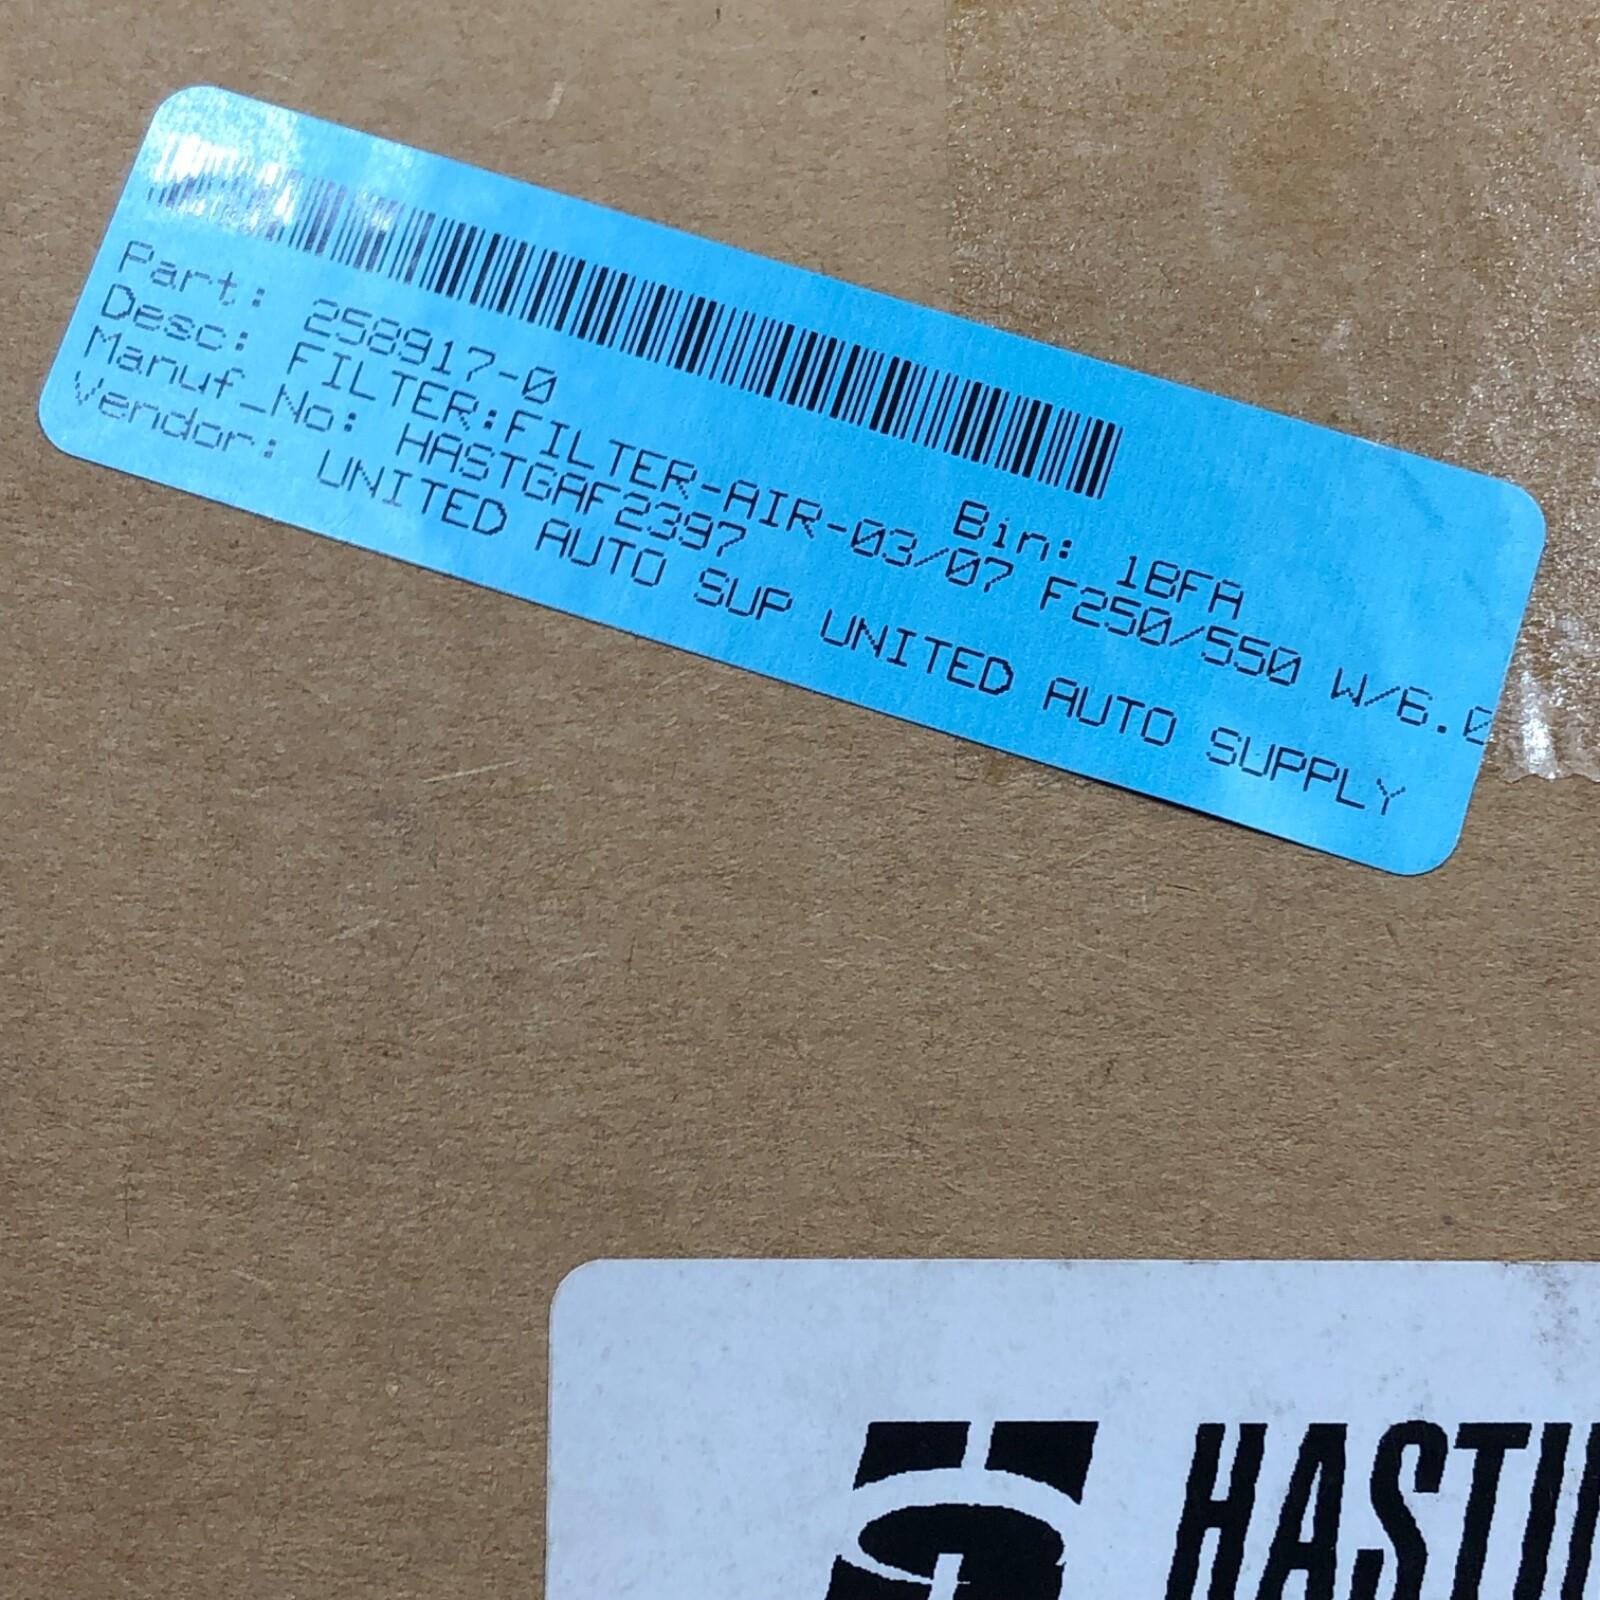 Part: 258917-0 Bin: 1BFA
Desc: FILTER:FILTER-AIR-03/07 F250/550 W/6.0
Manuf_No: HASTGAF2397
Vendor: UNITED AUTO SUP UNITED AUTO SUPPLY
HASTIN